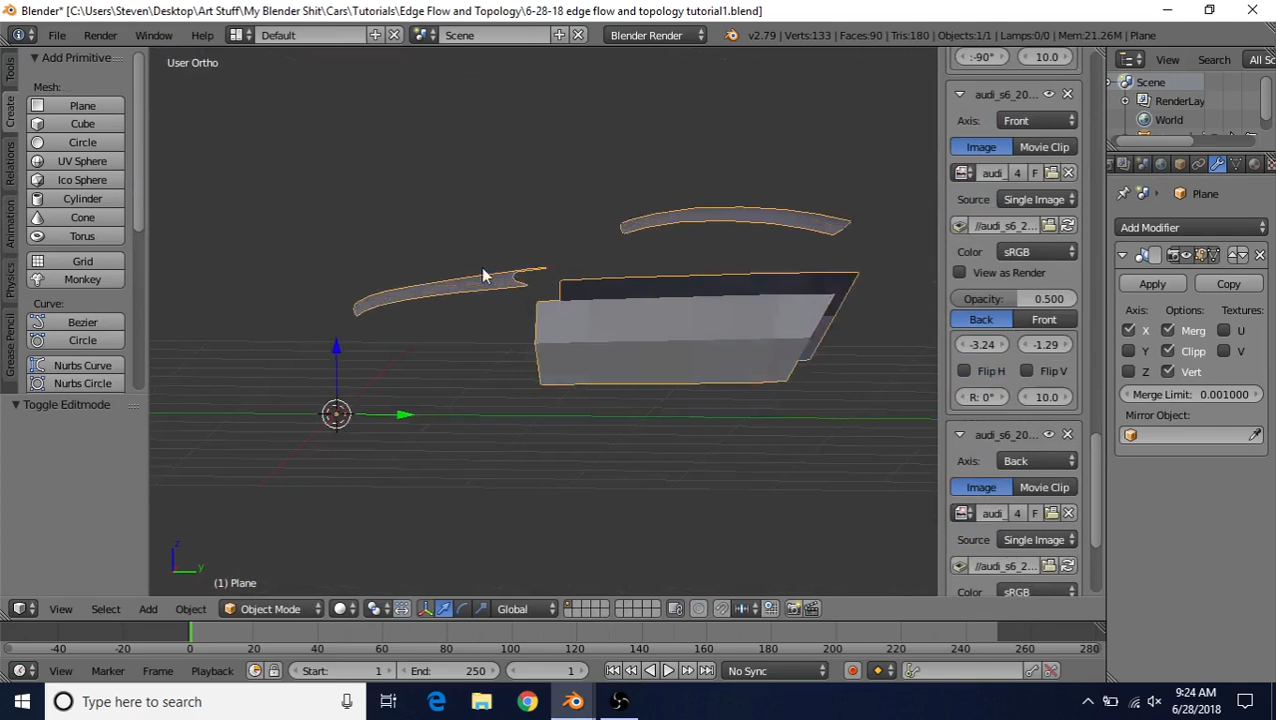 Blender* [C:\Users\Steven\Desktop\Art Stuff\My Blender Shit\Cars\Tutorials\Edge Flow and Topology\6-28-18 edge flow and topology tutorial1.blend]
File Render Window Help Default Scene Blender Render v2.79 | Verts:133 | Faces:90 | Tris:180 | Objects:1/1 | Lamps:0/0 | Mem:21.26M | Plane
View Search All Sc
Tools
Create
Relations
Animation
Physics
Grease Pencil
Add Primitive
Mesh:
Plane
Cube
Circle
UV Sphere
Ico Sphere
Cylinder
Cone
Torus
Grid
Monkey
Curve:
Bezier
Circle
Nurbs Curve
Nurbs Circle
Toggle Editmode
User Ortho
z
y
(1) Plane
View Select Add Object Object Mode Global
:-90° 10.0
audi_s6_20...
Axis: Front
Image Movie Clip
audi_ 4 F
Source: Single Image
//audi_s6_2...
Color: sRGB
View as Render
Opacity: 0.500
Back Front
-3.24 -1.29
Flip H Flip V
R: 0° 10.0
audi_s6_20...
Axis: Back
Image Movie Clip
audi_ 4 F
Source: Single Image
//audi_s6_2...
Color: sRGB
Scene
RenderLay
World
Plane
Add Modifier
Apply Copy
Axis: Options: Textures:
X Merg U
Y Clipp V
Z Vert
Merge Limit: 0.001000
Mirror Object:
-40 -20 0 20 40 60 80 100 120 140 160 180 200 220 240 260 280
View Marker Frame Playback Start: 1 End: 250 1 No Sync
Type here to search
9:24 AM
6/28/2018